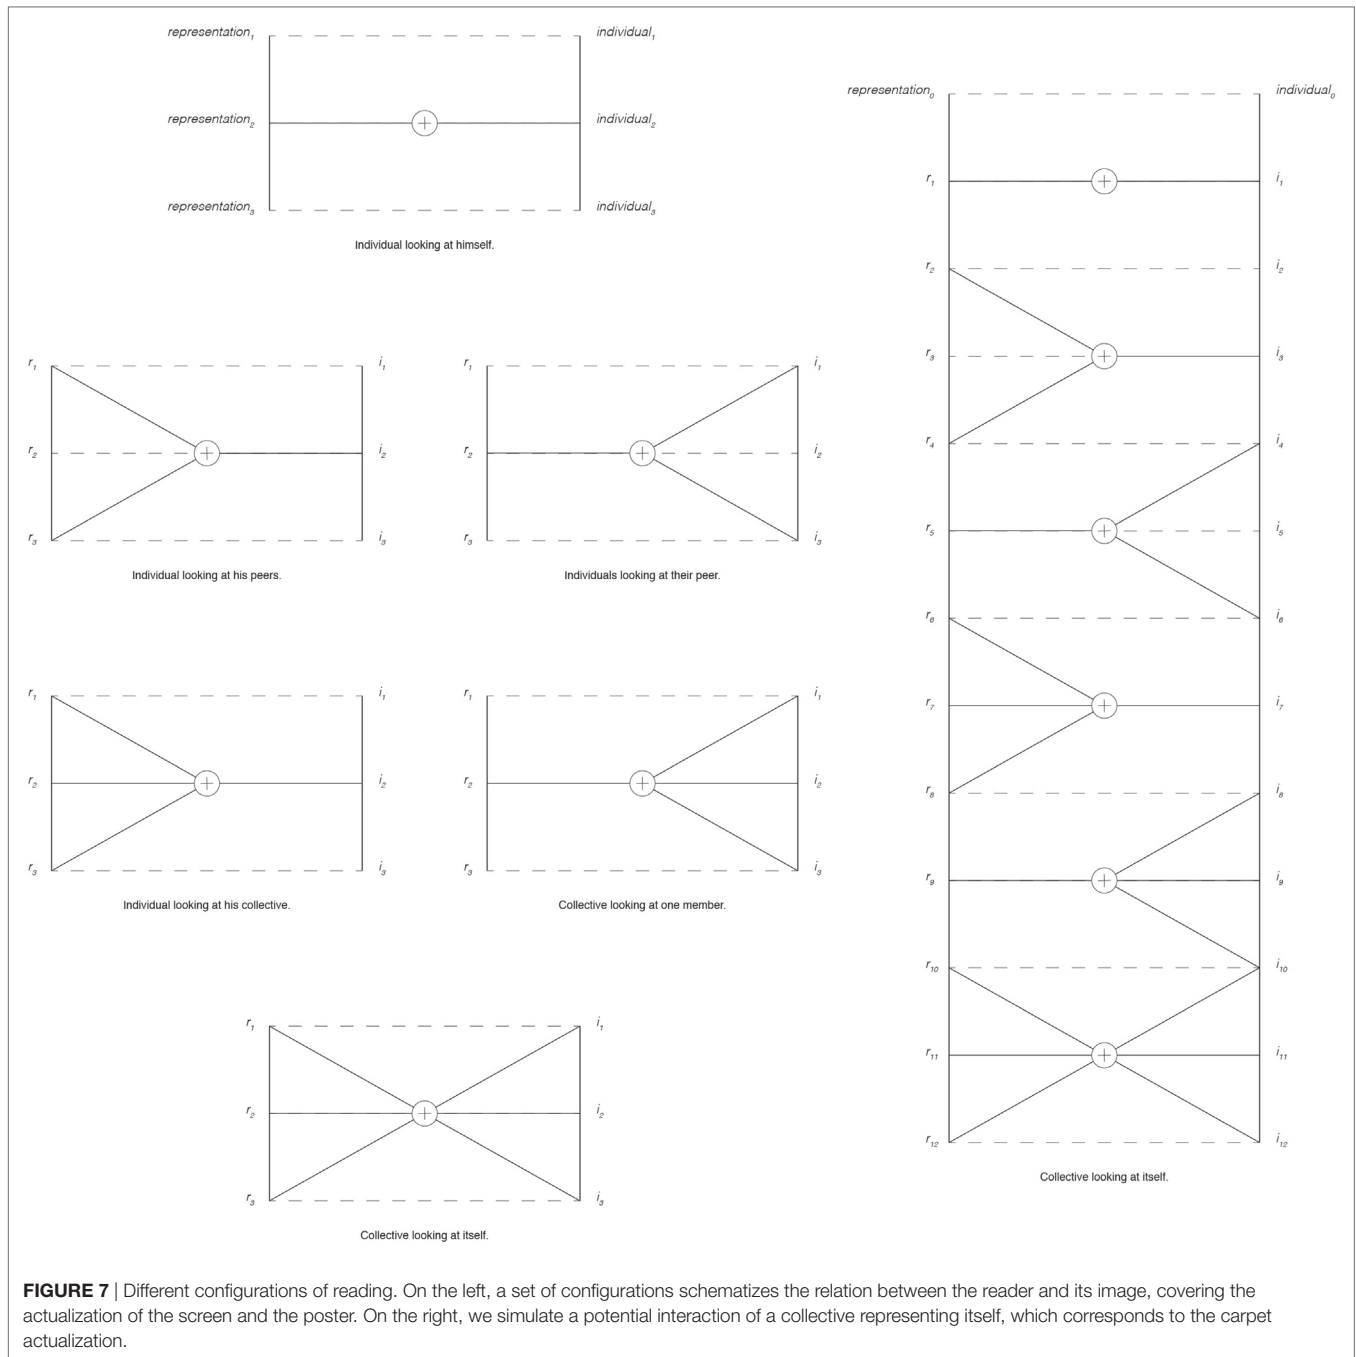 representation₁ individual₁
representation₂ individual₂
representation₃ individual₃
Individual looking at himself.
r₁ i₁
r₂ i₂
r₃ i₃
Individual looking at his peers.
r₁ i₁
r₂ i₂
r₃ i₃
Individuals looking at their peer.
r₁ i₁
r₂ i₂
r₃ i₃
Individual looking at his collective.
r₁ i₁
r₂ i₂
r₃ i₃
Collective looking at one member.
r₁ i₁
r₂ i₂
r₃ i₃
Collective looking at itself.
representation₀ individual₀
r₁ i₁
r₂ i₂
r₃ i₃
r₄ i₄
r₅ i₅
r₆ i₆
r₇ i₇
r₈ i₈
r₉ i₉
r₁₀ i₁₀
r₁₁ i₁₁
r₁₂ i₁₂
Collective looking at itself.
FIGURE 7 | Different configurations of reading. On the left, a set of configurations schematizes the relation between the reader and its image, covering the
actualization of the screen and the poster. On the right, we simulate a potential interaction of a collective representing itself, which corresponds to the carpet
actualization.